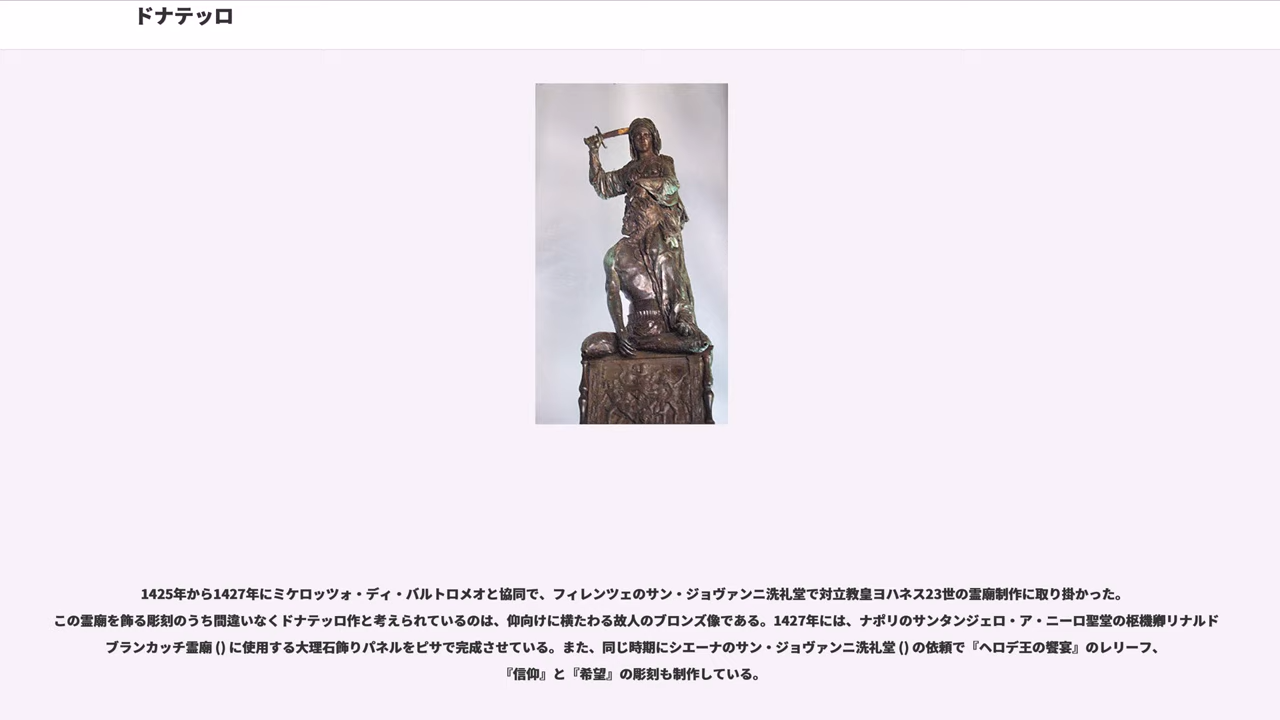 ドナテッロ
1425年から1427年にミケロッツォ・ディ・バルトロメオと協同で、フィレンツェのサン・ジョヴァンニ洗礼堂で対立教皇ヨハネス23世の霊廟制作に取り掛かった。
この霊廟を飾る彫刻のうち間違いなくドナテッロ作と考えられているのは、仰向けに横たわる故人のブロンズ像である。1427年には、ナポリのサンタンジェロ・ア・ニーロ聖堂の枢機卿リナルド
ブランカッチ霊廟 () に使用する大理石飾りパネルをピサで完成させている。また、同じ時期にシエーナのサン・ジョヴァンニ洗礼堂 () の依頼で『ヘロデ王の饗宴』のレリーフ、
『信仰』と『希望』の彫刻も制作している。